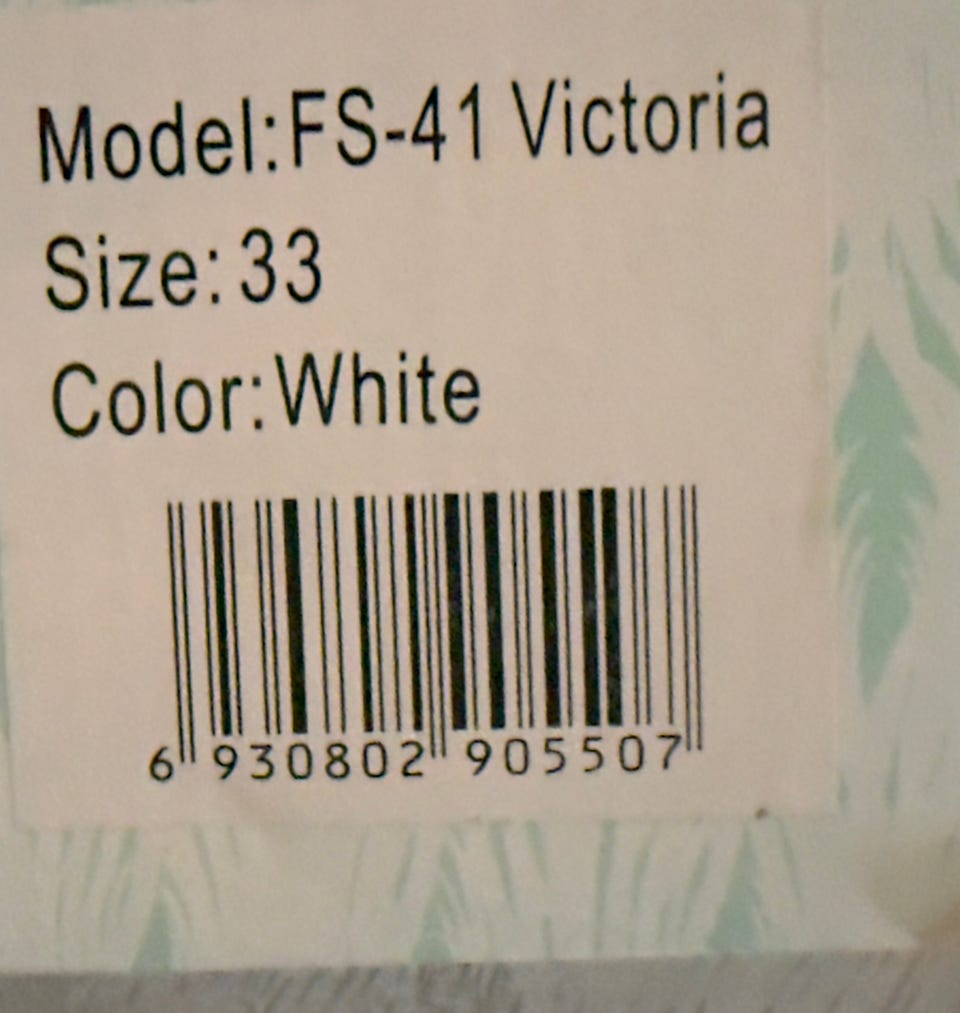 Model:FS-41 Victoria
Size:33
Color:White
6 930802 905507